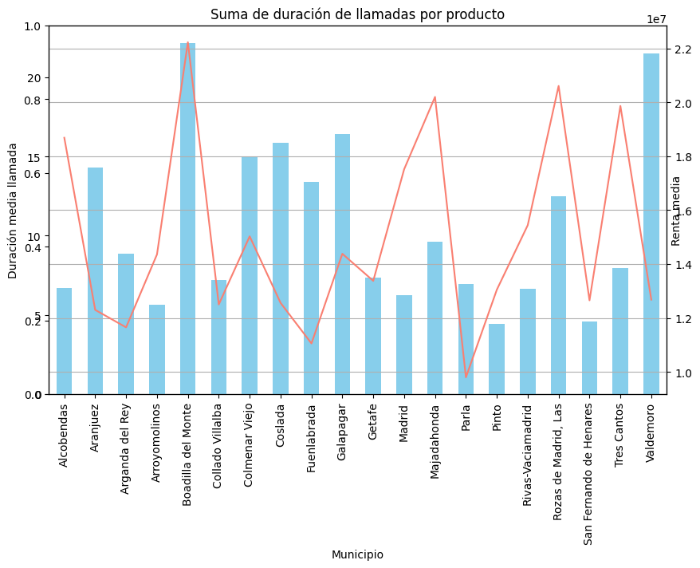 Suma de duración de llamadas por producto
1e7
1.0
0.8
0.6
0.4
0.2
0.0
20
15
10
5
0
2.2
2.0
1.8
1.6
1.4
1.2
1.0
Duración media llamada
Renta media
Alcobendas
Aranjuez
Arganda del Rey
Arroyomolinos
Boadilla del Monte
Collado Villalba
Colmenar Viejo
Coslada
Fuenlabrada
Galapagar
Getafe
Madrid
Majadahonda
Parla
Pinto
Rivas-Vaciamadrid
Rozas de Madrid, Las
San Fernando de Henares
Tres Cantos
Valdemoro
Municipio